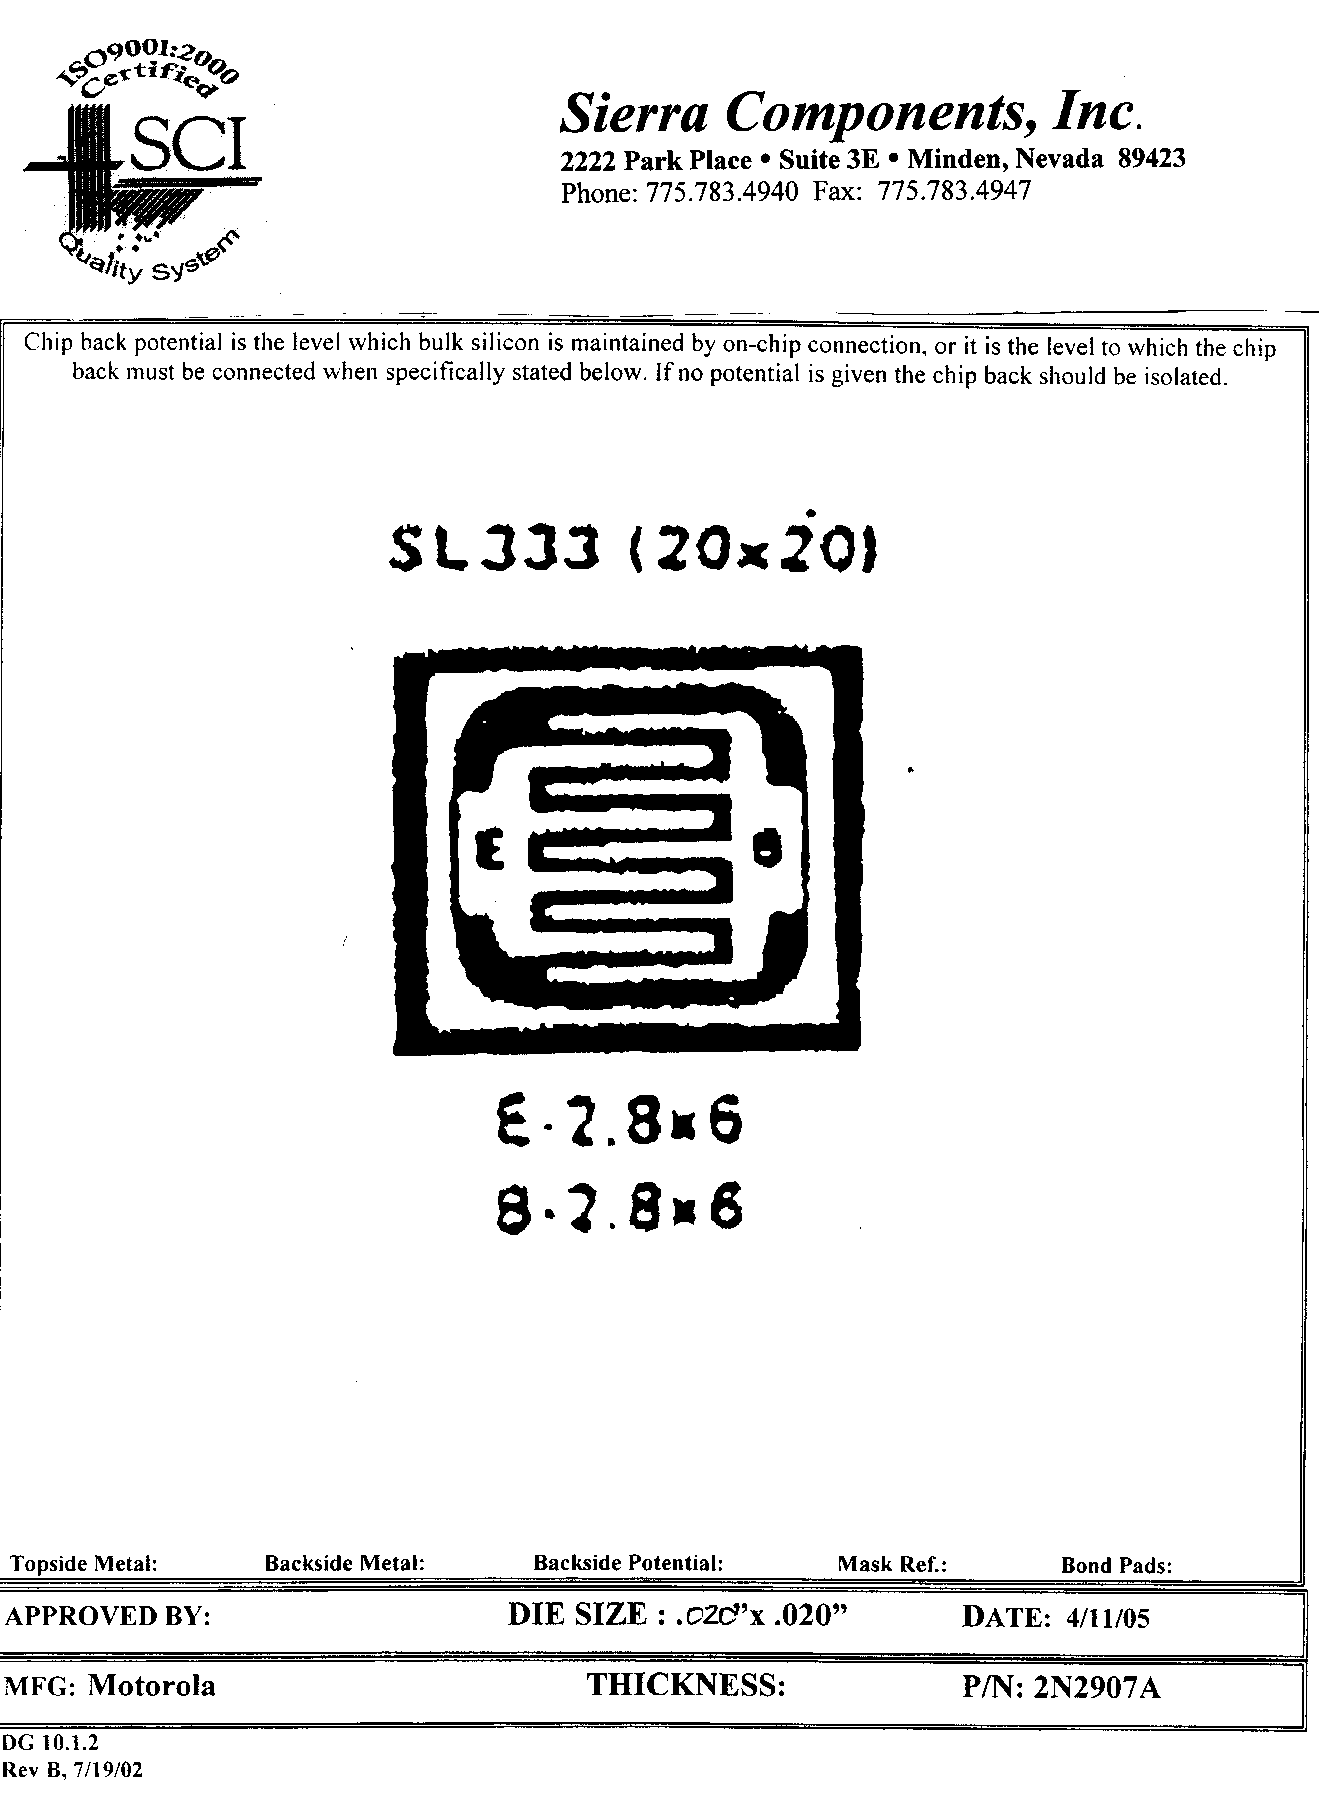 ISO9001:2000
Certified
SCI
Quality System
Sierra Components, Inc.
2222 Park Place • Suite 3E • Minden, Nevada 89423
Phone: 775.783.4940 Fax: 775.783.4947
Chip back potential is the level which bulk silicon is maintained by on-chip connection, or it is the level to which the chip
back must be connected when specifically stated below. If no potential is given the chip back should be isolated.
SL333 (20x20)
E B
E-2.8x6
B-2.8x6
Topside Metal: Backside Metal: Backside Potential: Mask Ref.: Bond Pads:
APPROVED BY: DIE SIZE : .020”x .020” DATE: 4/11/05
MFG: Motorola THICKNESS: P/N: 2N2907A
DG 10.1.2
Rev B, 7/19/02